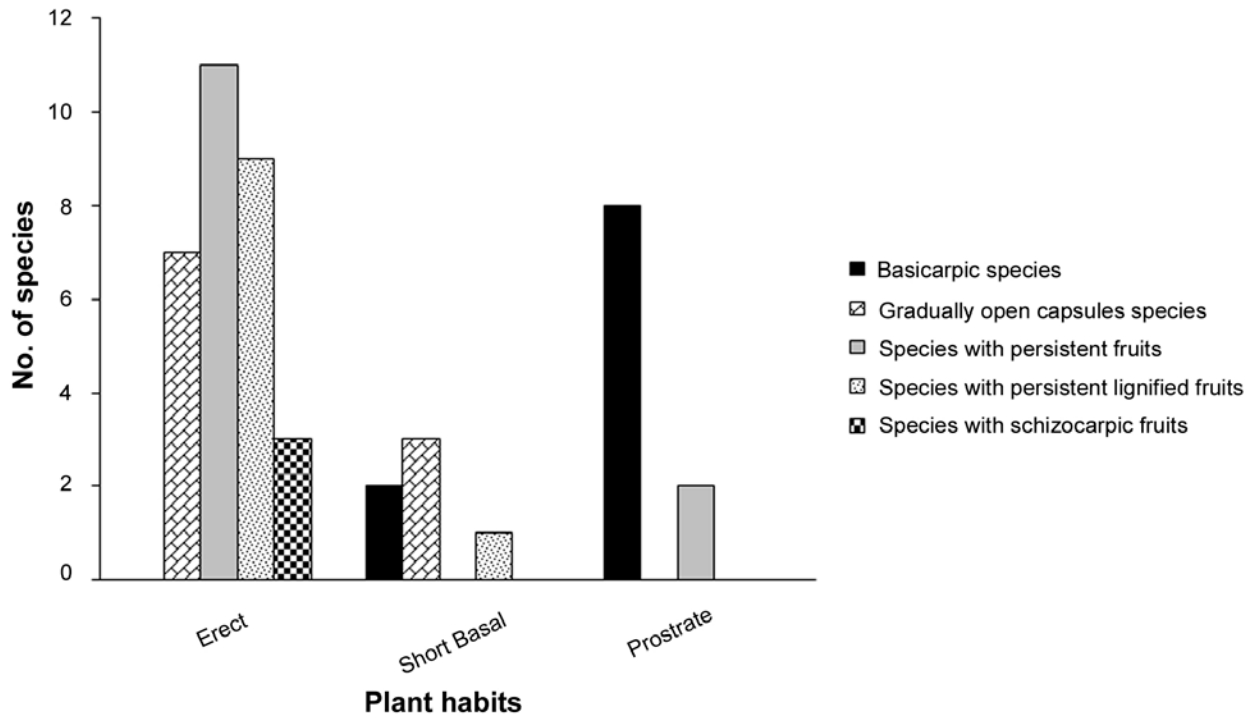 12
10
8
6
4
2
0
No. of species
Erect
Short Basal
Prostrate
Plant habits
Basicarpic species
Gradually open capsules species
Species with persistent fruits
Species with persistent lignified fruits
Species with schizocarpic fruits